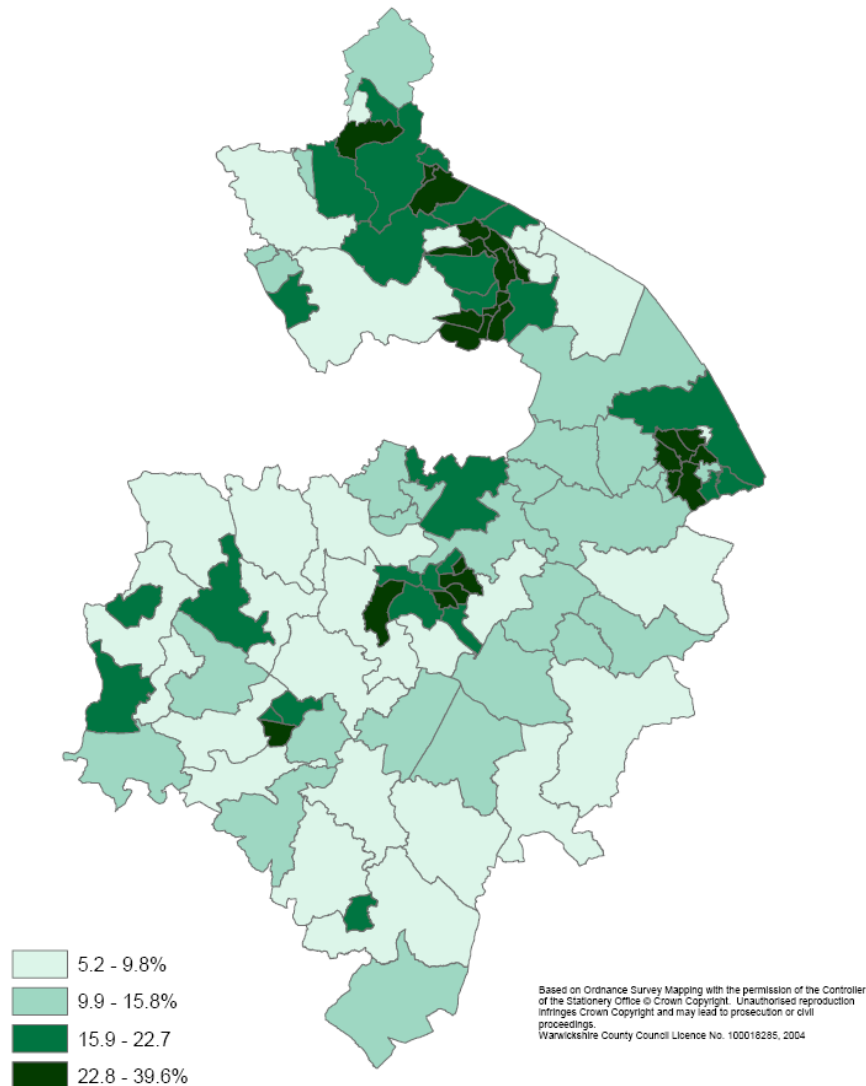 5.2 - 9.8%
9.9 - 15.8%
15.9 - 22.7
22.8 - 39.6%
Based on Ordnance Survey Mapping with the permission of the Controller
of the Stationery Office © Crown Copyright. Unauthorised reproduction
infringes Crown Copyright and may lead to prosecution or civil
proceedings.
Warwickshire County Council Licence No. 100018285, 2004